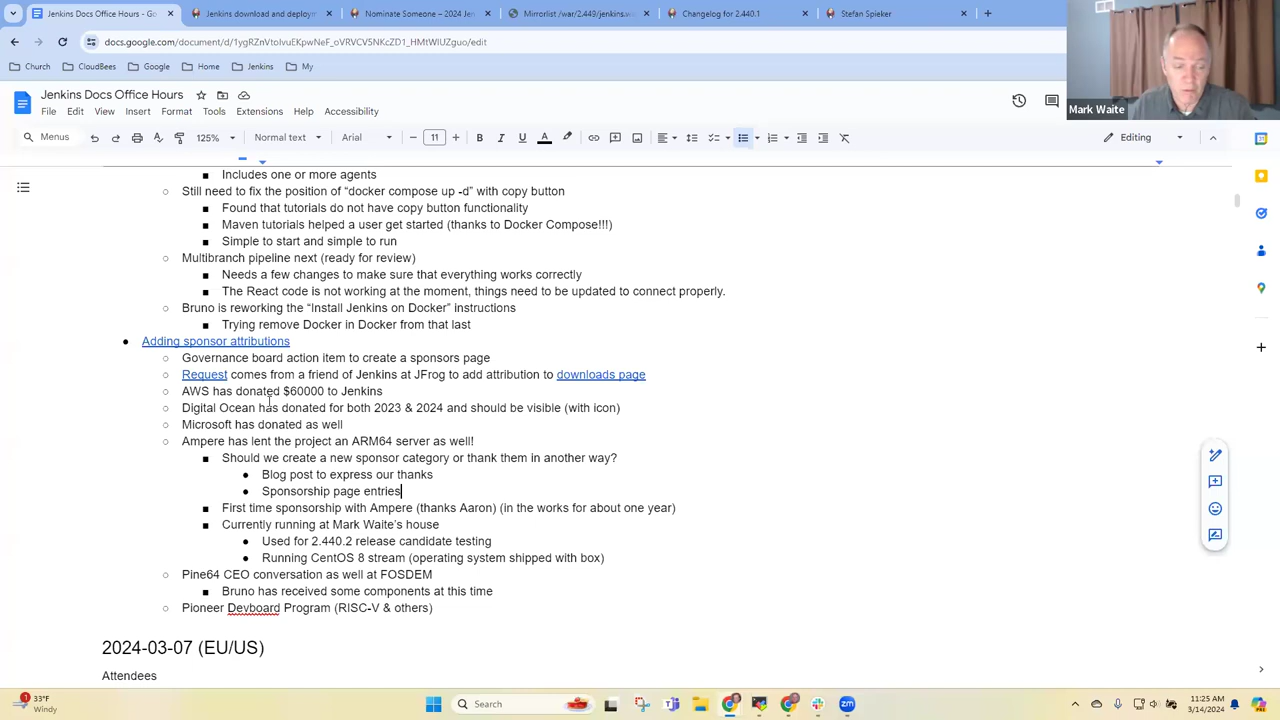 Jenkins Docs Office Hours
Jenkins download and deploym
Nominate Someone – 2024 Jen
Mirrorlist /war/2.449/jenkins.w
Changelog for 2.440.1
Stefan Spieker
docs.google.com/document/d/1ygRZnVtoIvuEKpwNeF_oVRVCV5NKcZD1_HMtWlUZguo/edit
Church
CloudBees
Google
Home
Jenkins
My
Jenkins Docs Office Hours
File Edit View Insert Format Tools Extensions Help Accessibility
Mark Waite
Menus 125% Normal text Arial 11 Editing
Includes one or more agents
Still need to fix the position of “docker compose up -d” with copy button
Found that tutorials do not have copy button functionality
Maven tutorials helped a user get started (thanks to Docker Compose!!!)
Simple to start and simple to run
Multibranch pipeline next (ready for review)
Needs a few changes to make sure that everything works correctly
The React code is not working at the moment, things need to be updated to connect properly.
Bruno is reworking the “Install Jenkins on Docker” instructions
Trying remove Docker in Docker from that last
Adding sponsor attributions
Governance board action item to create a sponsors page
Request comes from a friend of Jenkins at JFrog to add attribution to downloads page
AWS has donated $60000 to Jenkins
Digital Ocean has donated for both 2023 & 2024 and should be visible (with icon)
Microsoft has donated as well
Ampere has lent the project an ARM64 server as well!
Should we create a new sponsor category or thank them in another way?
Blog post to express our thanks
Sponsorship page entries
First time sponsorship with Ampere (thanks Aaron) (in the works for about one year)
Currently running at Mark Waite’s house
Used for 2.440.2 release candidate testing
Running CentOS 8 stream (operating system shipped with box)
Pine64 CEO conversation as well at FOSDEM
Bruno has received some components at this time
Pioneer Devboard Program (RISC-V & others)
2024-03-07 (EU/US)
Attendees
33°F
Windy
Search
11:25 AM
3/14/2024